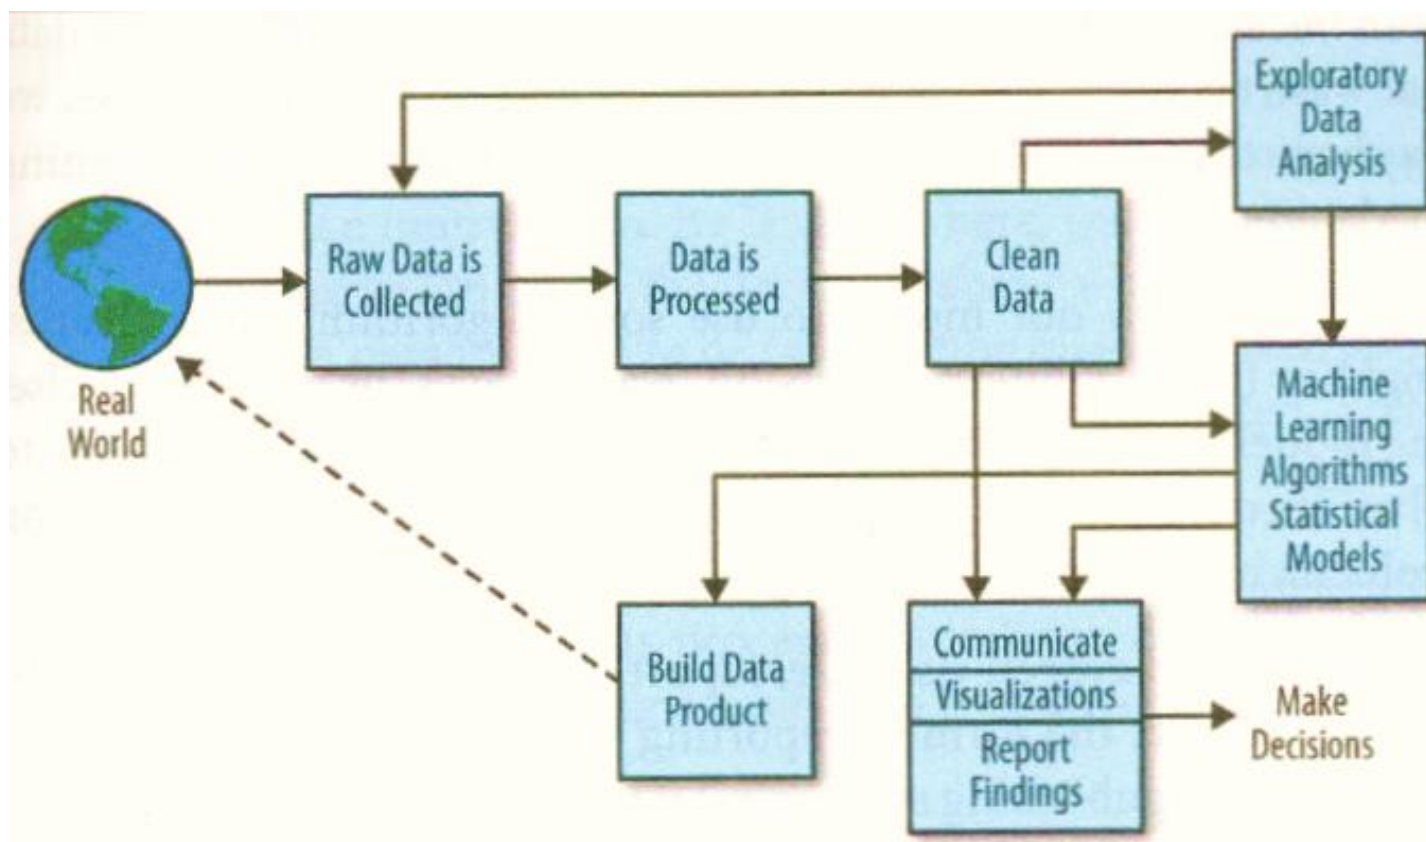 Exploratory
Data
Analysis
Raw Data is
Collected
Data is
Processed
Clean
Data
Real
World
Machine
Learning
Algorithms
Statistical
Models
Build Data
Product
Communicate
Visualizations
Report
Findings
Make
Decisions